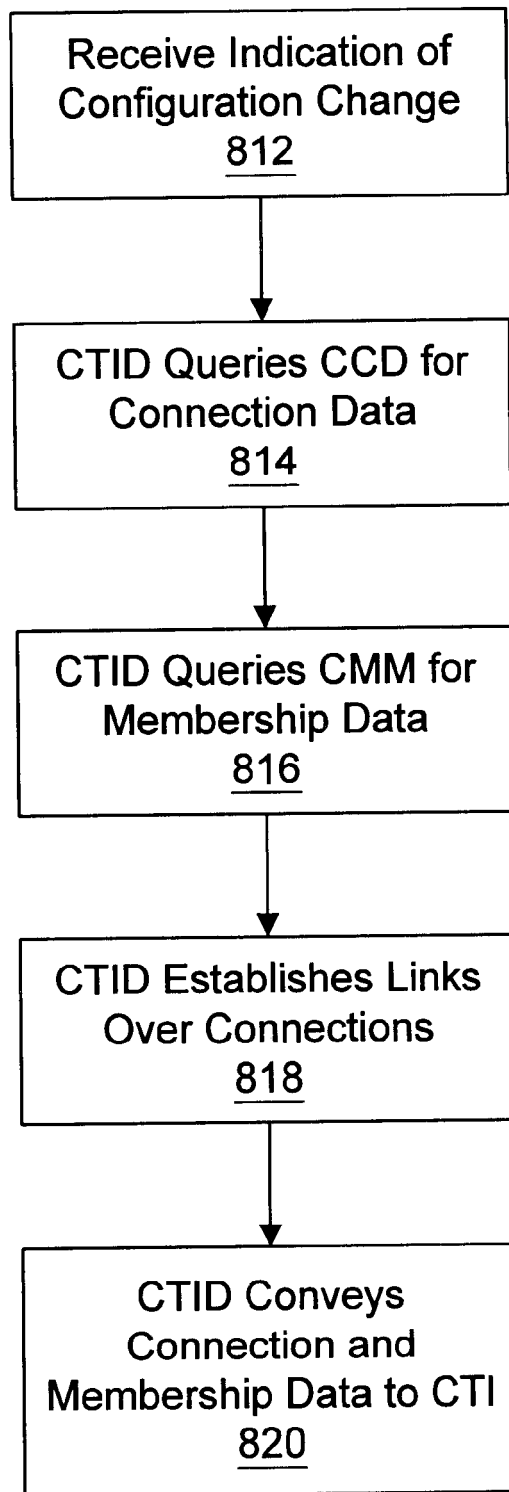 Receive Indication of
Configuration Change
812
CTID Queries CCD for
Connection Data
814
CTID Queries CMM for
Membership Data
816
CTID Establishes Links
Over Connections
818
CTID Conveys
Connection and
Membership Data to CTI
820